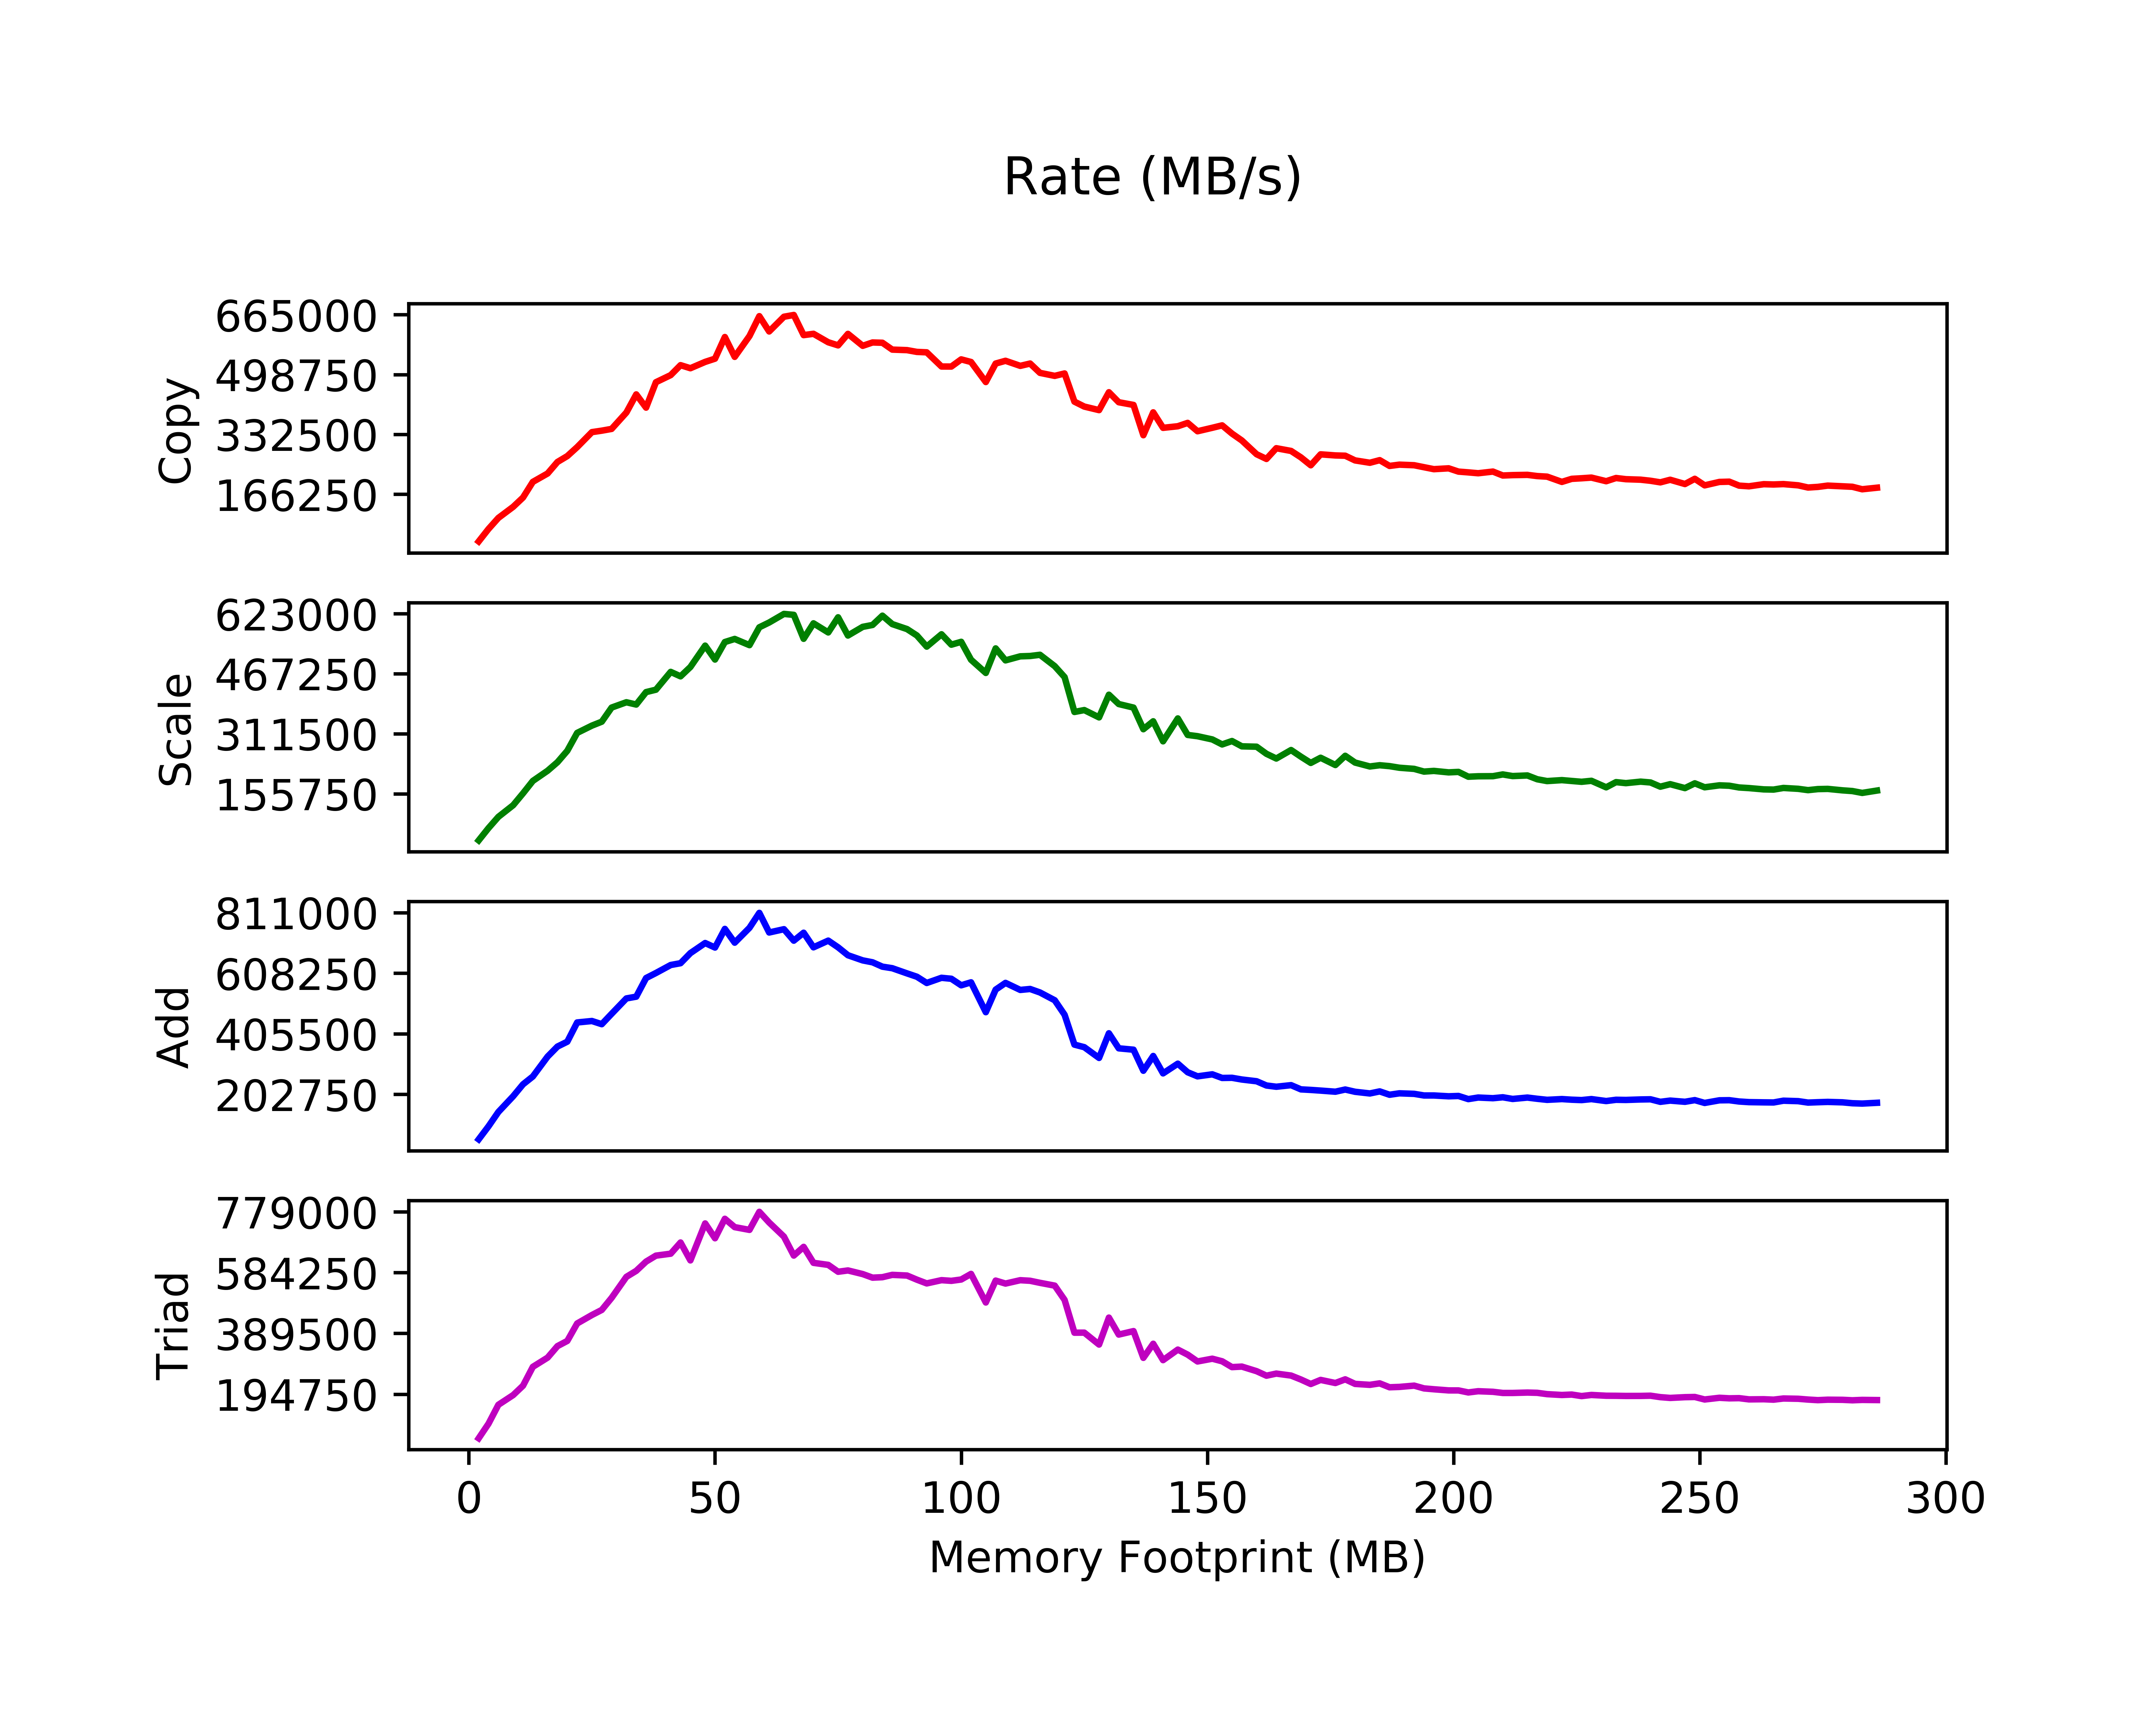 Rate (MB/s)
Copy
665000
498750
332500
166250
Scale
623000
467250
311500
155750
Add
811000
608250
405500
202750
Triad
779000
584250
389500
194750
0 50 100 150 200 250 300
Memory Footprint (MB)